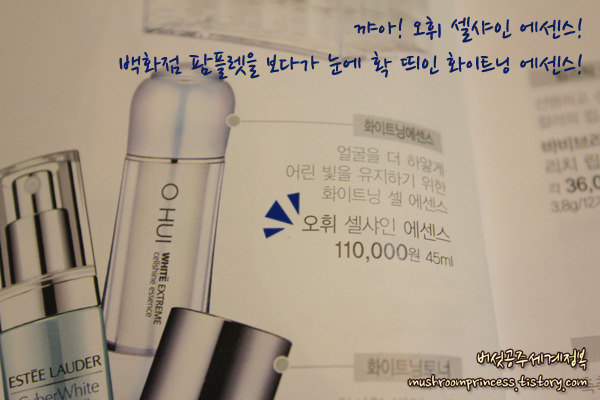 꺄아! 오휘 셀샤인 에센스!
백화점 팜플렛을 보다가 눈에 확 띄인 화이트닝 에센스!
화이트닝에센스
얼굴을 더 하얗게
어린 빛을 유지하기 위한
화이트닝 셀 에센스
오휘 셀샤인 에센스
110,000원 45ml
O HUI
WHITE EXTREME
cellshine essence
ESTĒE LAUDER
CyberWhite
화이트닝토너
바비브라
리치 립
각 36,0
3.8g/12
버섯공주세계정복
mushroomprincess.tistory.com